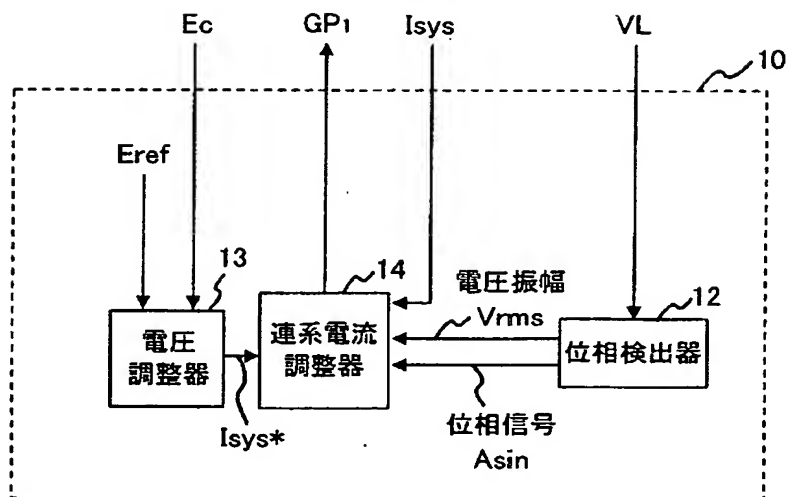 Ec
GP1
Isys
VL
10
Eref
13
14
12
電圧
調整器
連系電流
調整器
電圧振幅
Vrms
位相検出器
Isys*
位相信号
Asin